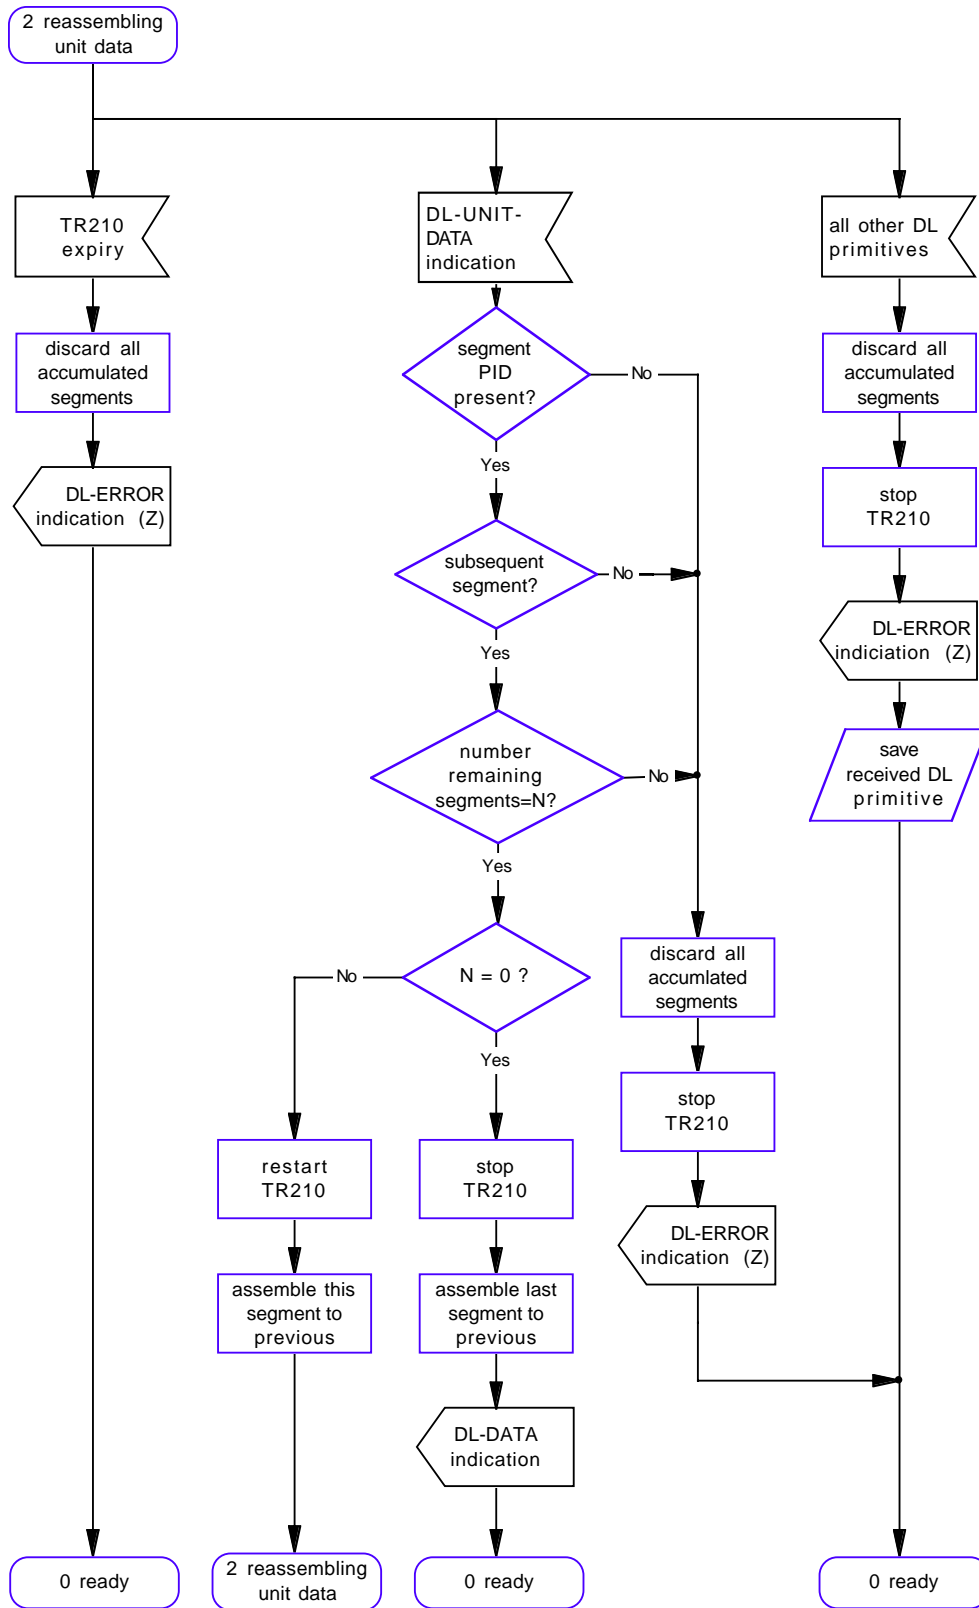 2 reassembling
unit data
TR210
expiry
discard all
accumulated
segments
DL-ERROR
indication (Z)
0 ready
DL-UNIT-
DATA
indication
segment
PID
present?
No
Yes
subsequent
segment?
No
Yes
number
remaining
segments=N?
No
Yes
N = 0 ?
No
Yes
restart
TR210
assemble this
segment to
previous
2 reassembling
unit data
stop
TR210
assemble last
segment to
previous
DL-DATA
indication
0 ready
discard all
accumlated
segments
stop
TR210
DL-ERROR
indication (Z)
all other DL
primitives
discard all
accumulated
segments
stop
TR210
DL-ERROR
indiciation (Z)
save
received DL
primitive
0 ready